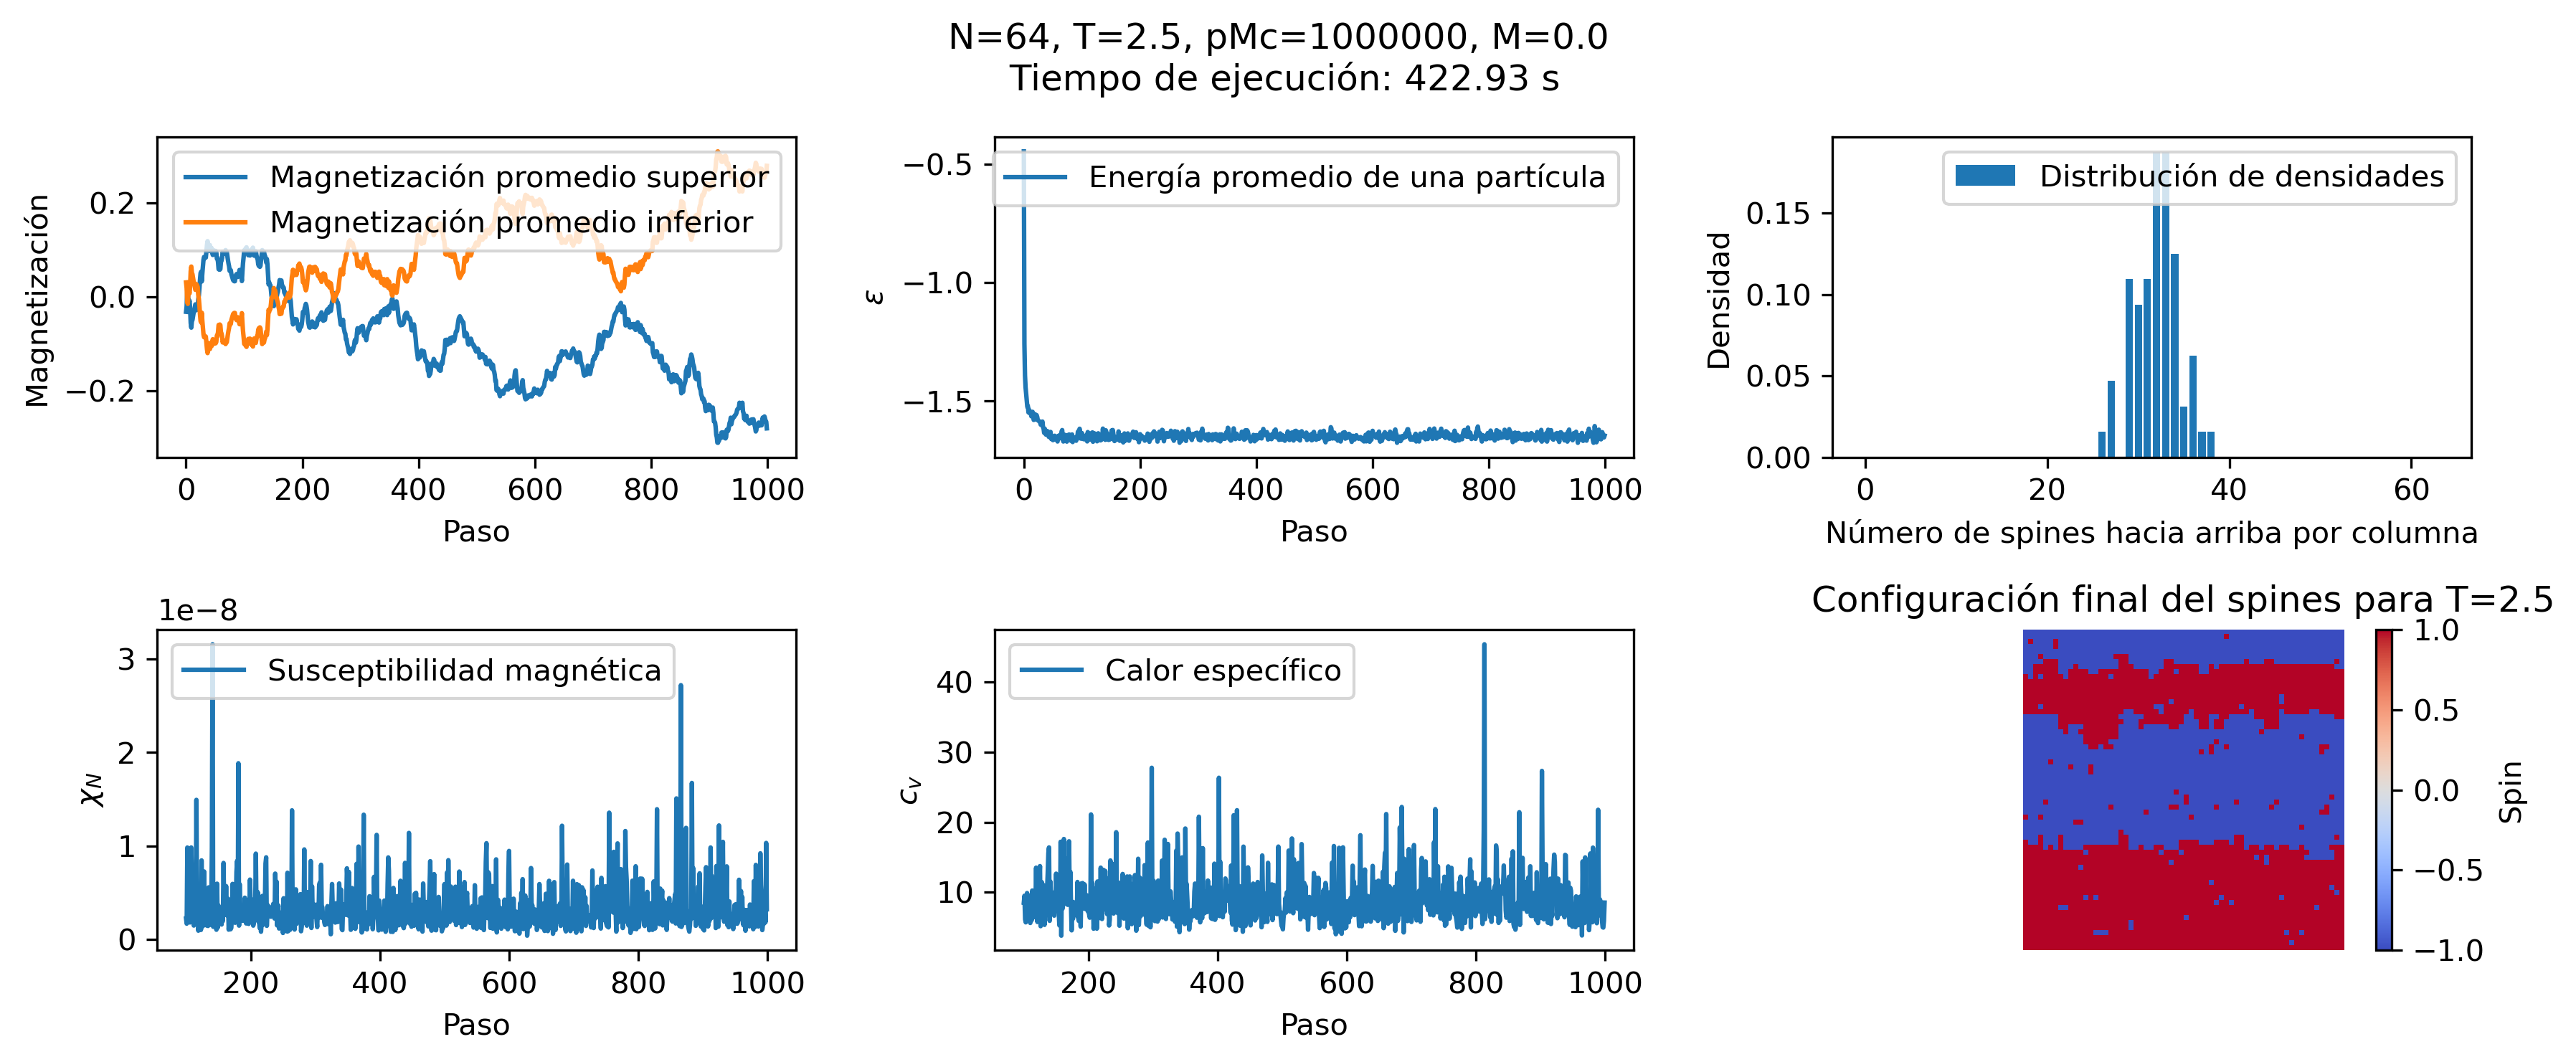 N=64, T=2.5, pMc=1000000, M=0.0
Tiempo de ejecución: 422.93 s
Magnetización promedio superior
Magnetización promedio inferior
Magnetización
0.2
0.0
−0.2
0 200 400 600 800 1000
Paso
Energía promedio de una partícula
ε
−0.5
−1.0
−1.5
0 200 400 600 800 1000
Paso
Distribución de densidades
Densidad
0.15
0.10
0.05
0.00
0 20 40 60
Número de spines hacia arriba por columna
1e−8
Susceptibilidad magnética
χN
3
2
1
0
200 400 600 800 1000
Paso
Calor específico
cv
40
30
20
10
200 400 600 800 1000
Paso
Configuración final del spines para T=2.5
1.0
0.5
0.0
−0.5
−1.0
Spin